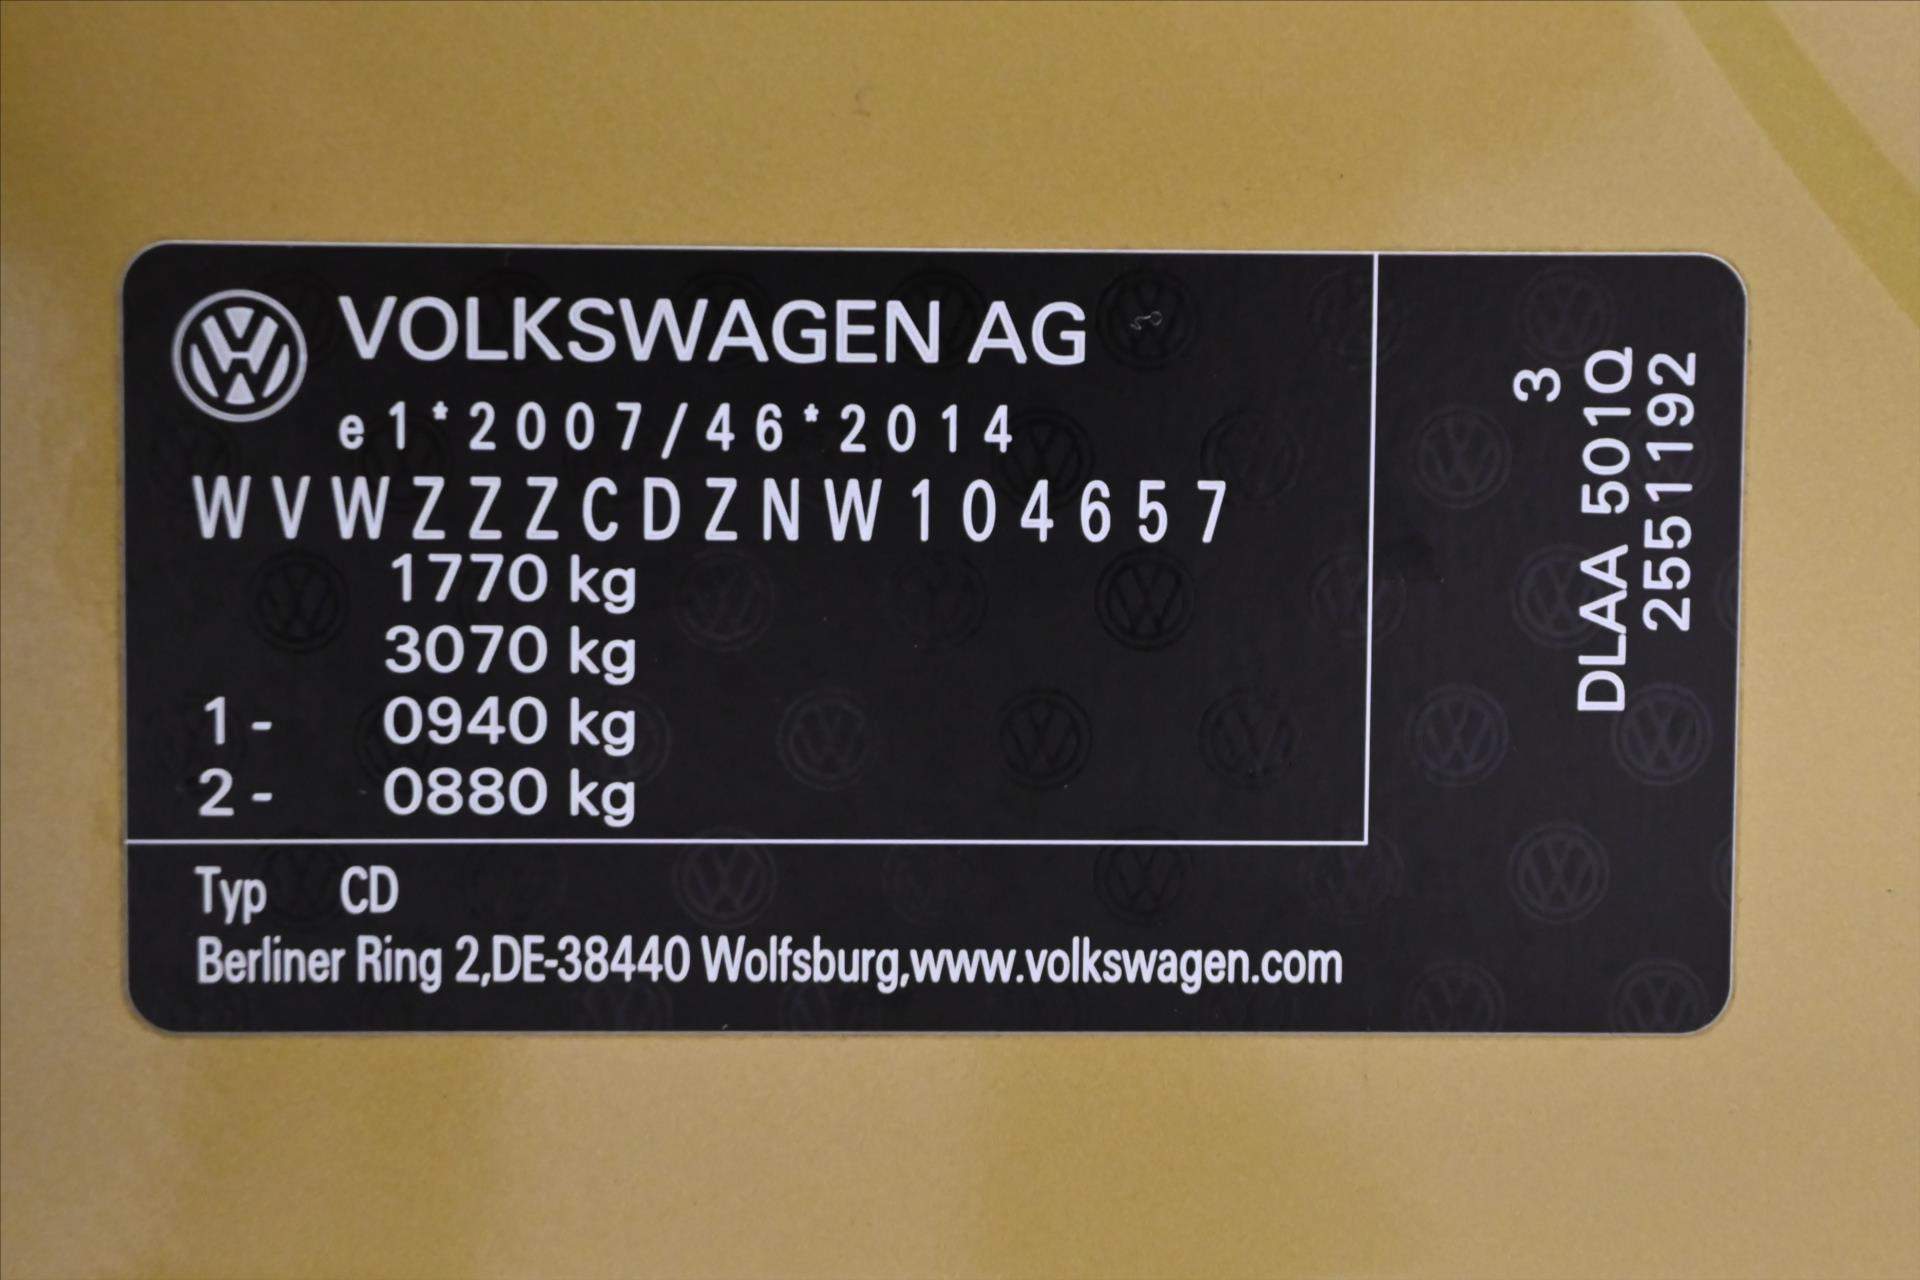 VOLKSWAGEN AG
e1*2007/46*2014
WVWZZZCDZNW104657
1770 kg
3070 kg
1 - 0940 kg
2 - 0880 kg
Typ CD
Berliner Ring 2,DE-38440 Wolfsburg,www.volkswagen.com
3
DLAA 501Q
2551192